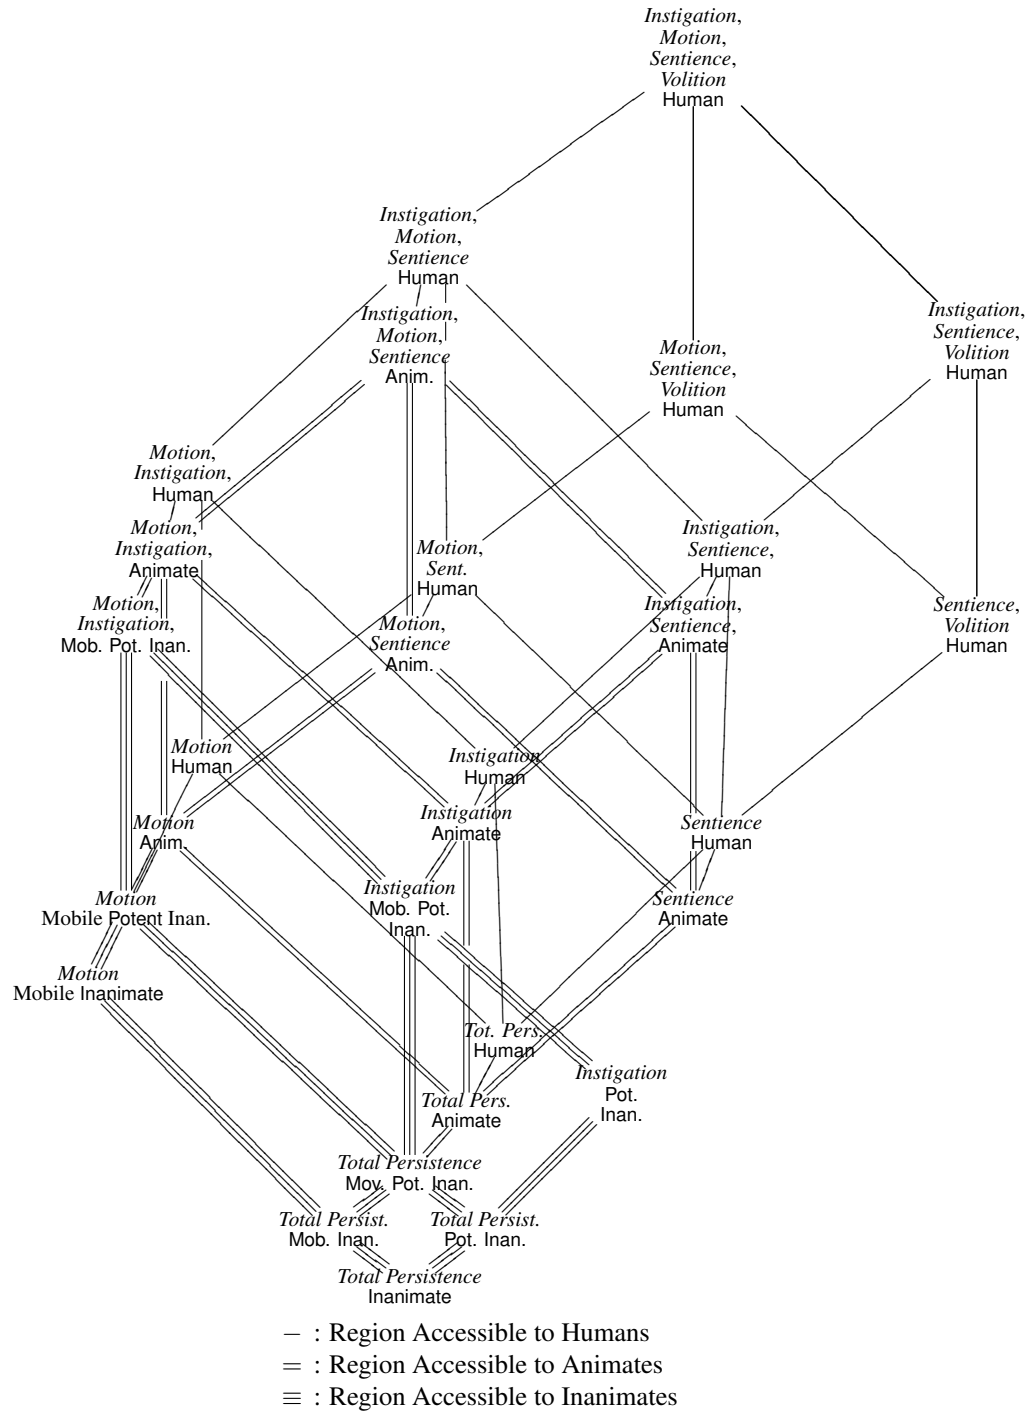 Instigation,
Motion,
Sentience,
Volition
Human
Instigation,
Motion,
Sentience
Human
Instigation,
Motion,
Sentience
Anim.
Instigation,
Sentience,
Volition
Human
Motion,
Sentience,
Volition
Human
Motion,
Instigation,
Human
Motion,
Instigation,
Animate
Motion,
Sent.
Human
Instigation,
Sentience,
Human
Motion,
Instigation,
Mob. Pot. Inan.
Motion,
Sentience
Anim.
Instigation,
Sentience,
Animate
Sentience,
Volition
Human
Motion
Human
Instigation
Human
Motion
Anim.
Instigation
Animate
Sentience
Human
Motion
Mobile Potent Inan.
Instigation
Mob. Pot.
Inan.
Sentience
Animate
Motion
Mobile Inanimate
Tot. Pers.
Human
Instigation
Pot.
Inan.
Total Pers.
Animate
Total Persistence
Mov. Pot. Inan.
Total Persist.
Mob. Inan.
Total Persist.
Pot. Inan.
Total Persistence
Inanimate
− : Region Accessible to Humans
= : Region Accessible to Animates
≡ : Region Accessible to Inanimates